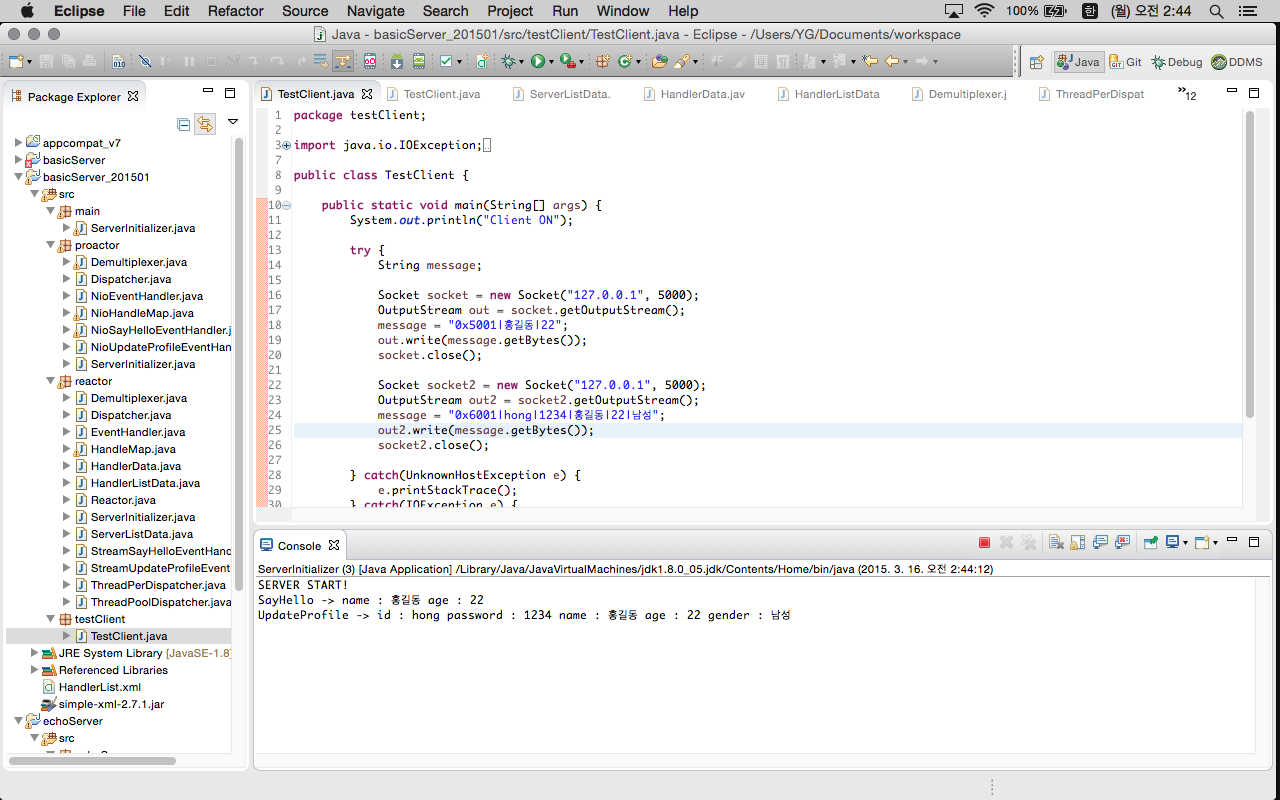 Eclipse File Edit Refactor Source Navigate Search Project Run Window Help 100% 한 (월) 오전 2:44
Java - basicServer_201501/src/testClient/TestClient.java - Eclipse - /Users/YG/Documents/workspace
Java Git Debug DDMS
Package Explorer
appcompat_v7
basicServer
basicServer_201501
src
main
ServerInitializer.java
proactor
Demultiplexer.java
Dispatcher.java
NioEventHandler.java
NioHandleMap.java
NioSayHelloEventHandler.j
NioUpdateProfileEventHan
ServerInitializer.java
reactor
Demultiplexer.java
Dispatcher.java
EventHandler.java
HandleMap.java
HandlerData.java
HandlerListData.java
Reactor.java
ServerInitializer.java
ServerListData.java
StreamSayHelloEventHand
StreamUpdateProfileEvent
ThreadPerDispatcher.java
ThreadPoolDispatcher.java
testClient
TestClient.java
JRE System Library [JavaSE-1.8]
Referenced Libraries
HandlerList.xml
simple-xml-2.7.1.jar
echoServer
src
TestClient.java TestClient.java ServerListData. HandlerData.jav HandlerListData Demultiplexer.j ThreadPerDispat »12
1 package testClient;
2
3 import java.io.IOException;
7
8 public class TestClient {
9
10 public static void main(String[] args) {
11 System.out.println("Client ON");
12
13 try {
14 String message;
15
16 Socket socket = new Socket("127.0.0.1", 5000);
17 OutputStream out = socket.getOutputStream();
18 message = "0x5001|홍길동|22";
19 out.write(message.getBytes());
20 socket.close();
21
22 Socket socket2 = new Socket("127.0.0.1", 5000);
23 OutputStream out2 = socket2.getOutputStream();
24 message = "0x6001|hong|1234|홍길동|22|남성";
25 out2.write(message.getBytes());
26 socket2.close();
27
28 } catch(UnknownHostException e) {
29 e.printStackTrace();
30 } catch(IOException e) {
Console
ServerInitializer (3) [Java Application] /Library/Java/JavaVirtualMachines/jdk1.8.0_05.jdk/Contents/Home/bin/java (2015. 3. 16. 오전 2:44:12)
SERVER START!
SayHello -> name : 홍길동 age : 22
UpdateProfile -> id : hong password : 1234 name : 홍길동 age : 22 gender : 남성